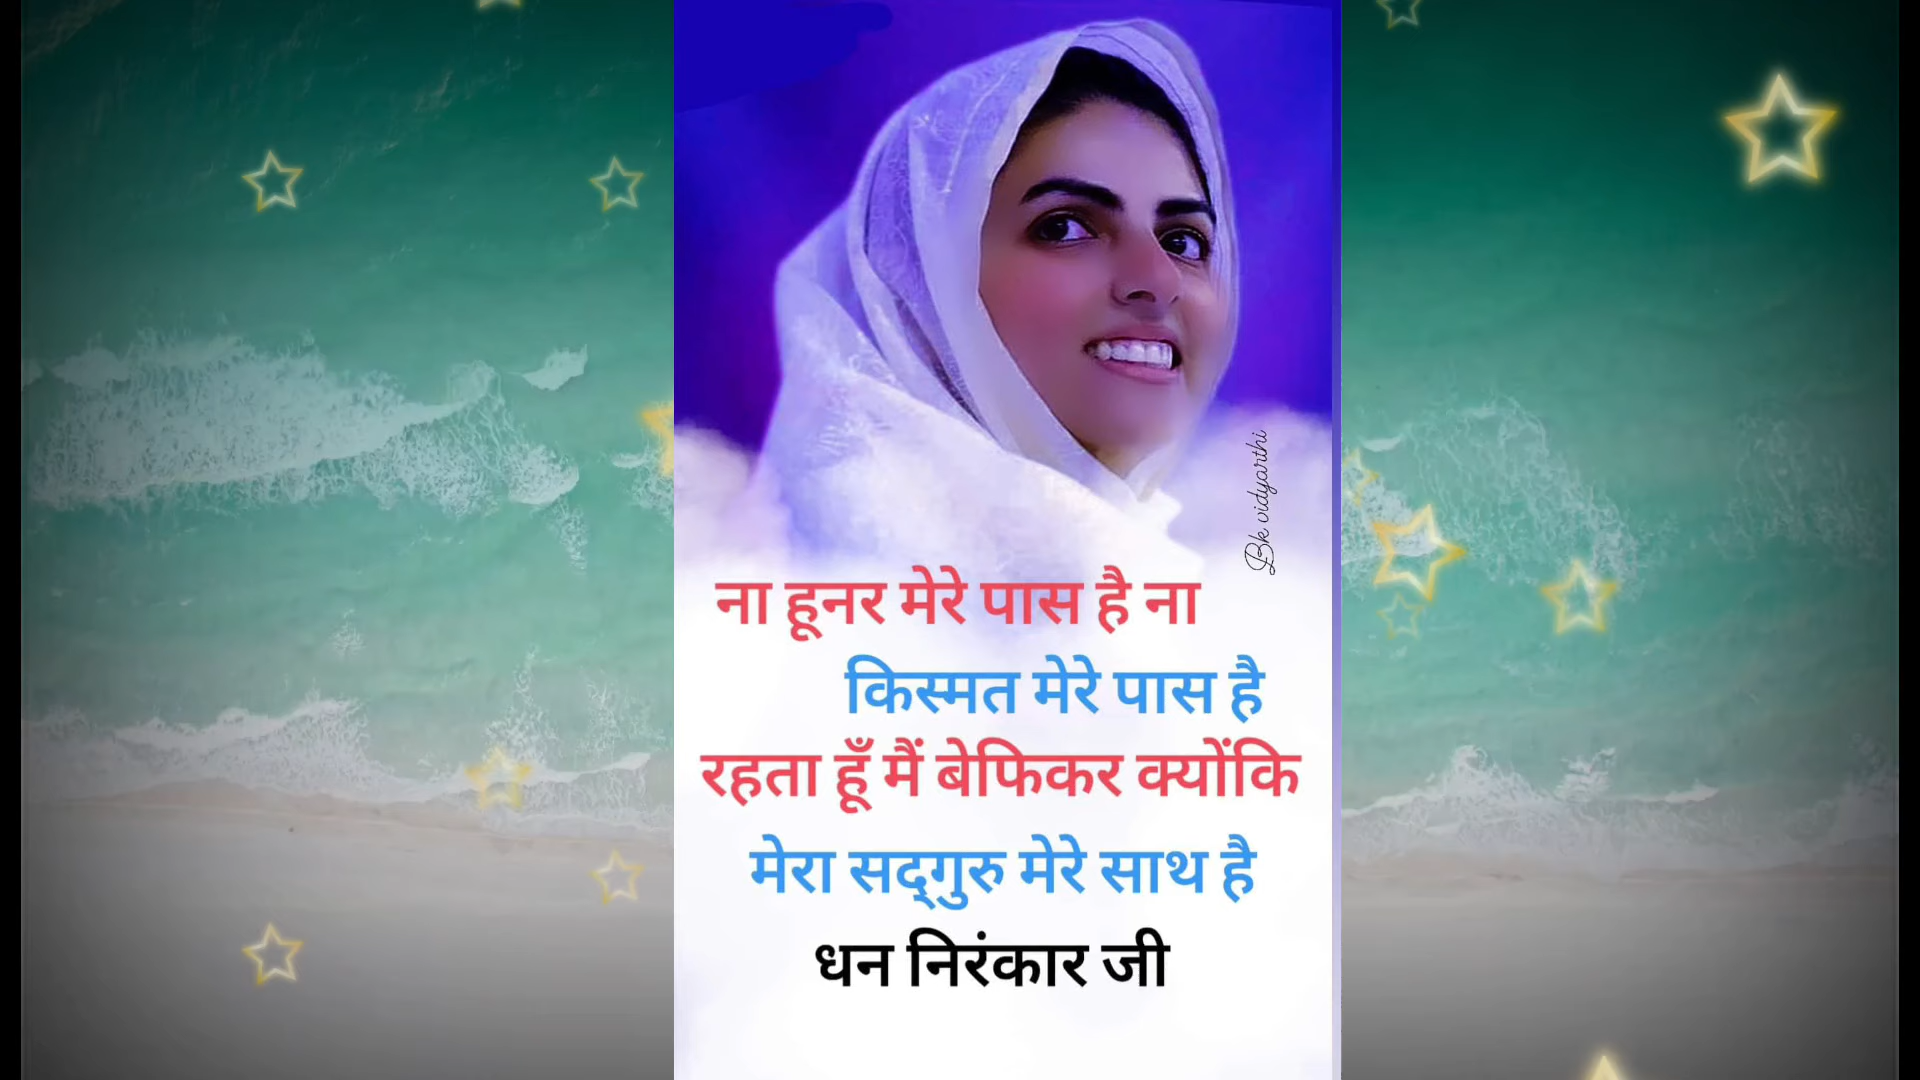 ना हूनर मेरे पास है ना
किस्मत मेरे पास है
रहता हूँ मैं बेफिकर क्योंकि
मेरा सद्‌गुरु मेरे साथ है
धन निरंकार जी
Bk vidyarthi